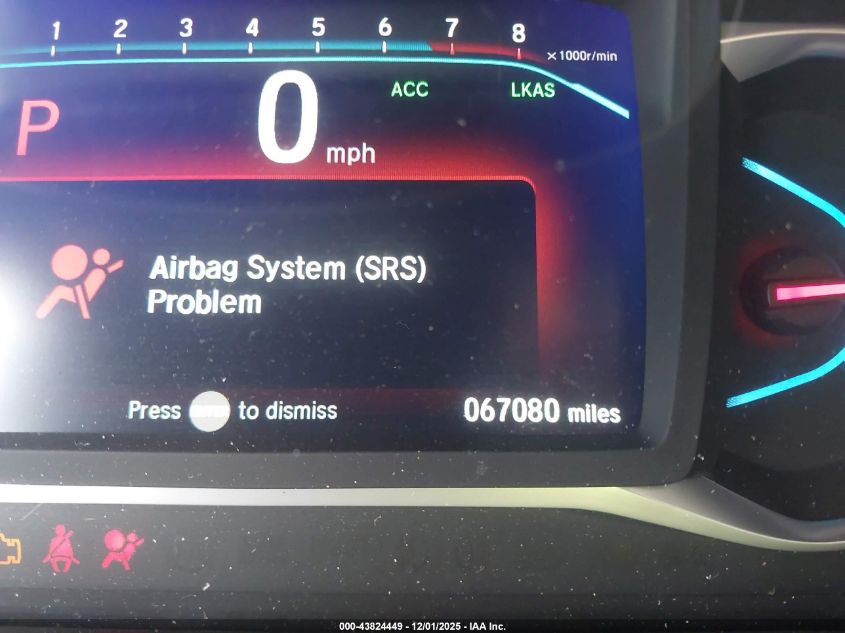 1 2 3 4 5 6 7 8
×1000r/min
ACC LKAS
P 0 mph
Airbag System (SRS)
Problem
Press ENTER to dismiss
067080 miles
000-43824449 - 12/01/2025 - IAA Inc.